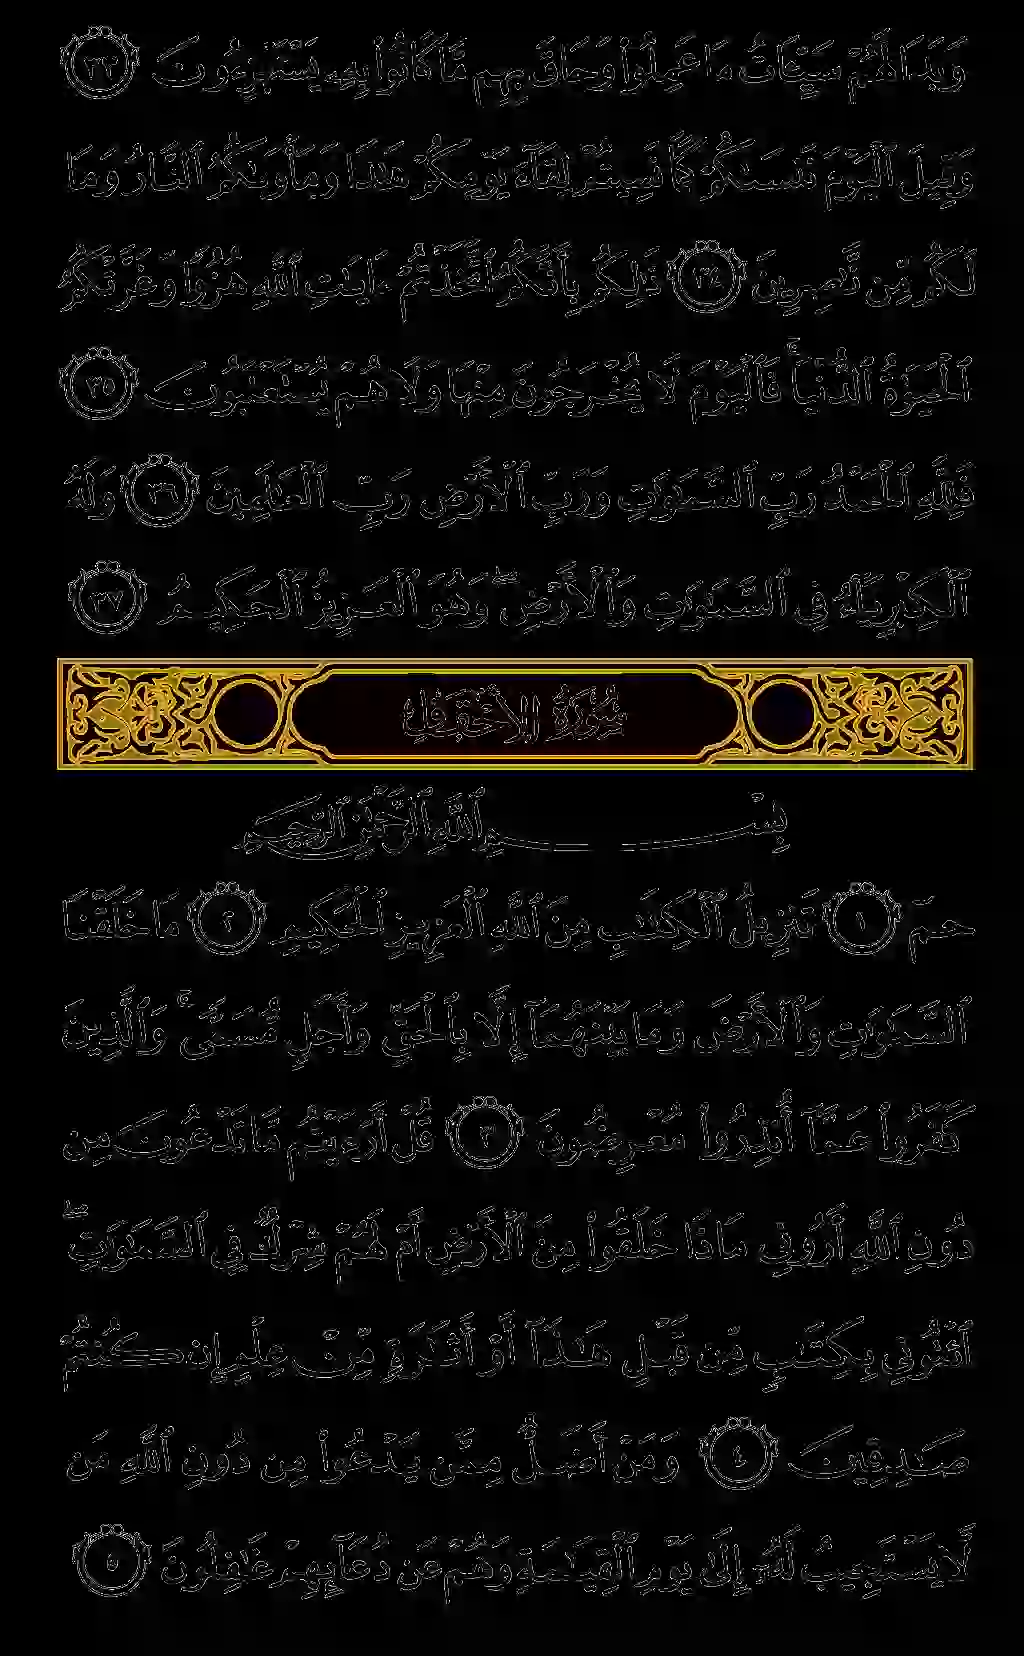 وَبَدَا لَهُمْ سَيِّـَٔاتُ مَا عَمِلُوا۟ وَحَاقَ بِهِم مَّا كَانُوا۟ بِهِۦ يَسْتَهْزِءُونَ ٣٣
وَقِيلَ ٱلْيَوْمَ نَنسَىٰكُمْ كَمَا نَسِيتُمْ لِقَآءَ يَوْمِكُمْ هَـٰذَا وَمَأْوَىٰكُمُ ٱلنَّارُ وَمَا
لَكُم مِّن نَّـٰصِرِينَ ٣٤ ذَٰلِكُم بِأَنَّكُمُ ٱتَّخَذْتُمْ ءَايَـٰتِ ٱللَّهِ هُزُوًا وَغَرَّتْكُمُ
ٱلْحَيَوٰةُ ٱلدُّنْيَا ۚ فَٱلْيَوْمَ لَا يُخْرَجُونَ مِنْهَا وَلَا هُمْ يُسْتَعْتَبُونَ ٣٥
فَلِلَّهِ ٱلْحَمْدُ رَبِّ ٱلسَّمَـٰوَٰتِ وَرَبِّ ٱلْأَرْضِ رَبِّ ٱلْعَـٰلَمِينَ ٣٦ وَلَهُ
ٱلْكِبْرِيَآءُ فِى ٱلسَّمَـٰوَٰتِ وَٱلْأَرْضِ ۖ وَهُوَ ٱلْعَزِيزُ ٱلْحَكِيمُ ٣٧
سُورَةُ الأَحْقَافِ
بِسْمِ ٱللَّهِ ٱلرَّحْمَـٰنِ ٱلرَّحِيمِ
حمٓ ١ تَنزِيلُ ٱلْكِتَـٰبِ مِنَ ٱللَّهِ ٱلْعَزِيزِ ٱلْحَكِيمِ ٢ مَا خَلَقْنَا
ٱلسَّمَـٰوَٰتِ وَٱلْأَرْضَ وَمَا بَيْنَهُمَآ إِلَّا بِٱلْحَقِّ وَأَجَلٍ مُّسَمًّى ۚ وَٱلَّذِينَ
كَفَرُوا۟ عَمَّآ أُنذِرُوا۟ مُعْرِضُونَ ٣ قُلْ أَرَءَيْتُم مَّا تَدْعُونَ مِن
دُونِ ٱللَّهِ أَرُونِى مَاذَا خَلَقُوا۟ مِنَ ٱلْأَرْضِ أَمْ لَهُمْ شِرْكٌ فِى ٱلسَّمَـٰوَٰتِ ۖ
ٱئْتُونِى بِكِتَـٰبٍ مِّن قَبْلِ هَـٰذَآ أَوْ أَثَـٰرَةٍ مِّنْ عِلْمٍ إِن كُنتُمْ
صَـٰدِقِينَ ٤ وَمَنْ أَضَلُّ مِمَّن يَدْعُوا۟ مِن دُونِ ٱللَّهِ مَن
لَّا يَسْتَجِيبُ لَهُۥٓ إِلَىٰ يَوْمِ ٱلْقِيَـٰمَةِ وَهُمْ عَن دُعَآئِهِمْ غَـٰفِلُونَ ٥